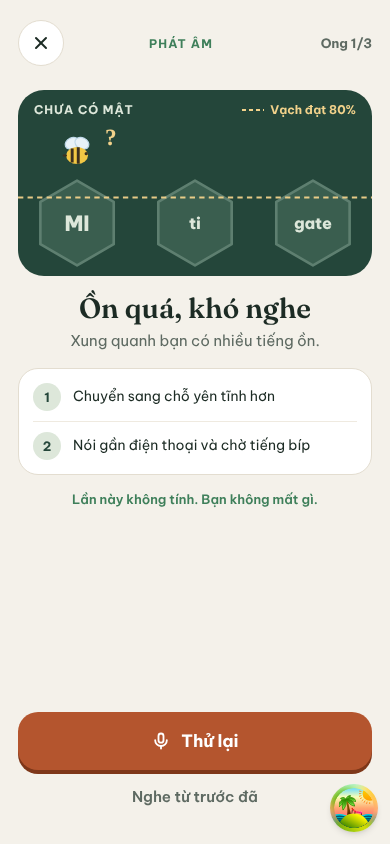 PHÁT ÂM
Ong 1/3
CHƯA CÓ MẬT
Vạch đạt 80%
?
MI
ti
gate
Ồn quá, khó nghe
Xung quanh bạn có nhiều tiếng ồn.
1 Chuyển sang chỗ yên tĩnh hơn
2 Nói gần điện thoại và chờ tiếng bíp
Lần này không tính. Bạn không mất gì.
Thử lại
Nghe từ trước đã